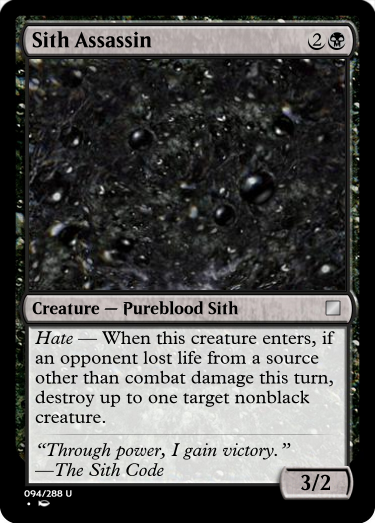 Sith Assassin 2
Creature — Pureblood Sith
Hate — When this creature enters, if
an opponent lost life from a source
other than combat damage this turn,
destroy up to one target nonblack
creature.
“Through power, I gain victory.”
—The Sith Code
3/2
094/288 U